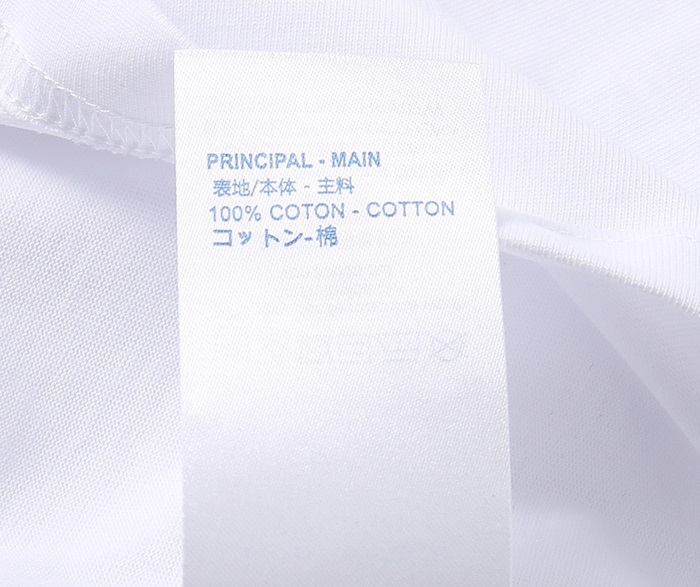 PRINCIPAL - MAIN
表地/本体 - 主料
100% COTON - COTTON
コットン-棉